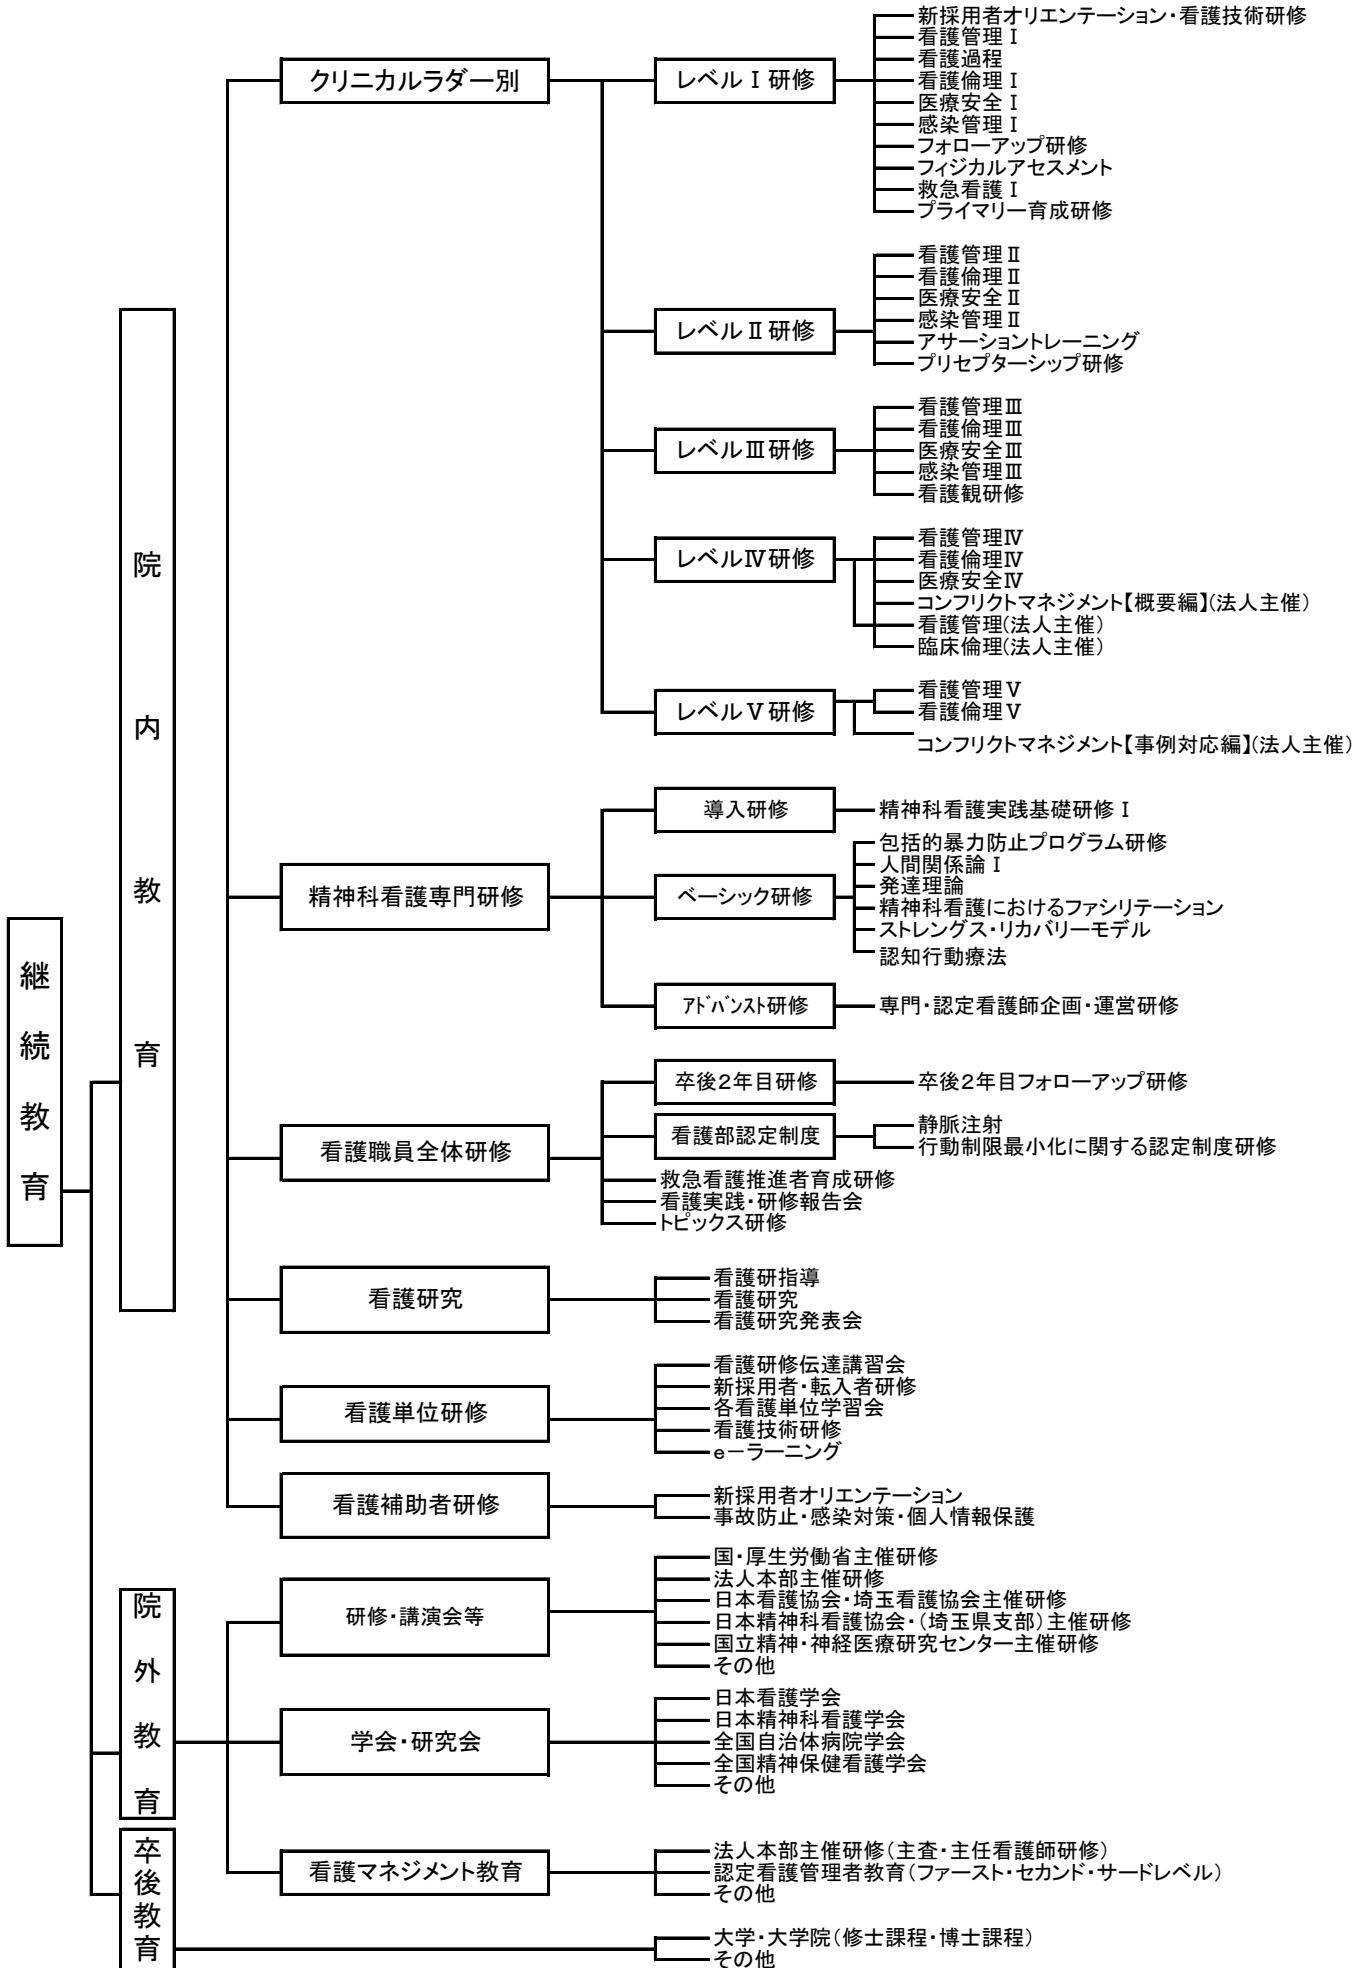 継続教育
院内教育
クリニカルラダー別
レベルⅠ研修
新採用者オリエンテーション・看護技術研修
看護管理Ⅰ
看護過程
看護倫理Ⅰ
医療安全Ⅰ
感染管理Ⅰ
フォローアップ研修
フィジカルアセスメント
救急看護Ⅰ
プライマリー育成研修
レベルⅡ研修
看護管理Ⅱ
看護倫理Ⅱ
医療安全Ⅱ
感染管理Ⅱ
アサーショントレーニング
プリセプターシップ研修
レベルⅢ研修
看護管理Ⅲ
看護倫理Ⅲ
医療安全Ⅲ
感染管理Ⅲ
看護観研修
レベルⅣ研修
看護管理Ⅳ
看護倫理Ⅳ
医療安全Ⅳ
コンフリクトマネジメント【概要編】(法人主催）
看護管理(法人主催）
臨床倫理(法人主催）
レベルⅤ研修
看護管理Ⅴ
看護倫理Ⅴ
コンフリクトマネジメント【事例対応編】(法人主催）
精神科看護専門研修
導入研修
精神科看護実践基礎研修Ⅰ
ベーシック研修
包括的暴力防止プログラム研修
人間関係論Ⅰ
発達理論
精神科看護におけるファシリテーション
ストレングス・リカバリーモデル
認知行動療法
ｱﾄﾞﾊﾞﾝｽﾄ研修
専門・認定看護師企画・運営研修
看護職員全体研修
卒後2年目研修
卒後2年目フォローアップ研修
看護部認定制度
静脈注射
行動制限最小化に関する認定制度研修
救急看護推進者育成研修
看護実践・研修報告会
トピックス研修
看護研究
看護研指導
看護研究
看護研究発表会
看護単位研修
看護研修伝達講習会
新採用者・転入者研修
各看護単位学習会
看護技術研修
e－ラーニング
看護補助者研修
新採用者オリエンテーション
事故防止・感染対策・個人情報保護
院外教育
研修・講演会等
国・厚生労働省主催研修
法人本部主催研修
日本看護協会・埼玉看護協会主催研修
日本精神科看護協会・（埼玉県支部）主催研修
国立精神・神経医療研究センター主催研修
その他
学会・研究会
日本看護学会
日本精神科看護学会
全国自治体病院学会
全国精神保健看護学会
その他
看護マネジメント教育
法人本部主催研修（主査・主任看護師研修）
認定看護管理者教育（ファースト・セカンド・サードレベル）
その他
卒後教育
大学・大学院（修士課程・博士課程）
その他